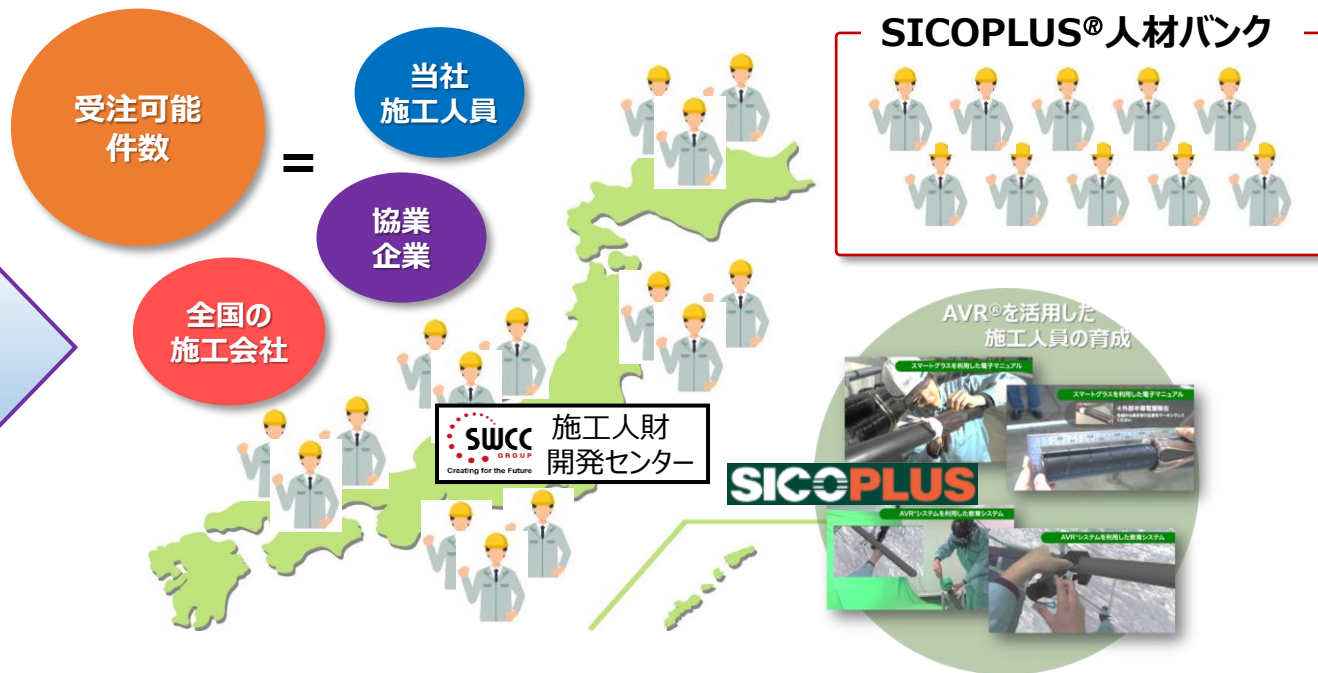 受注可能
件数
=
当社
施工人員
協業
企業
全国の
施工会社
SICOPLUS®人材バンク
SWCC
GROUP
Creating for the Future
施工人財
開発センター
AVR®を活用した
施工人員の育成
スマートグラスを利用した電子マニュアル
スマートグラスを利用した電子マニュアル
SICOPLUS
AVR®システムを利用した教育システム
AVR®システムを利用した教育システム